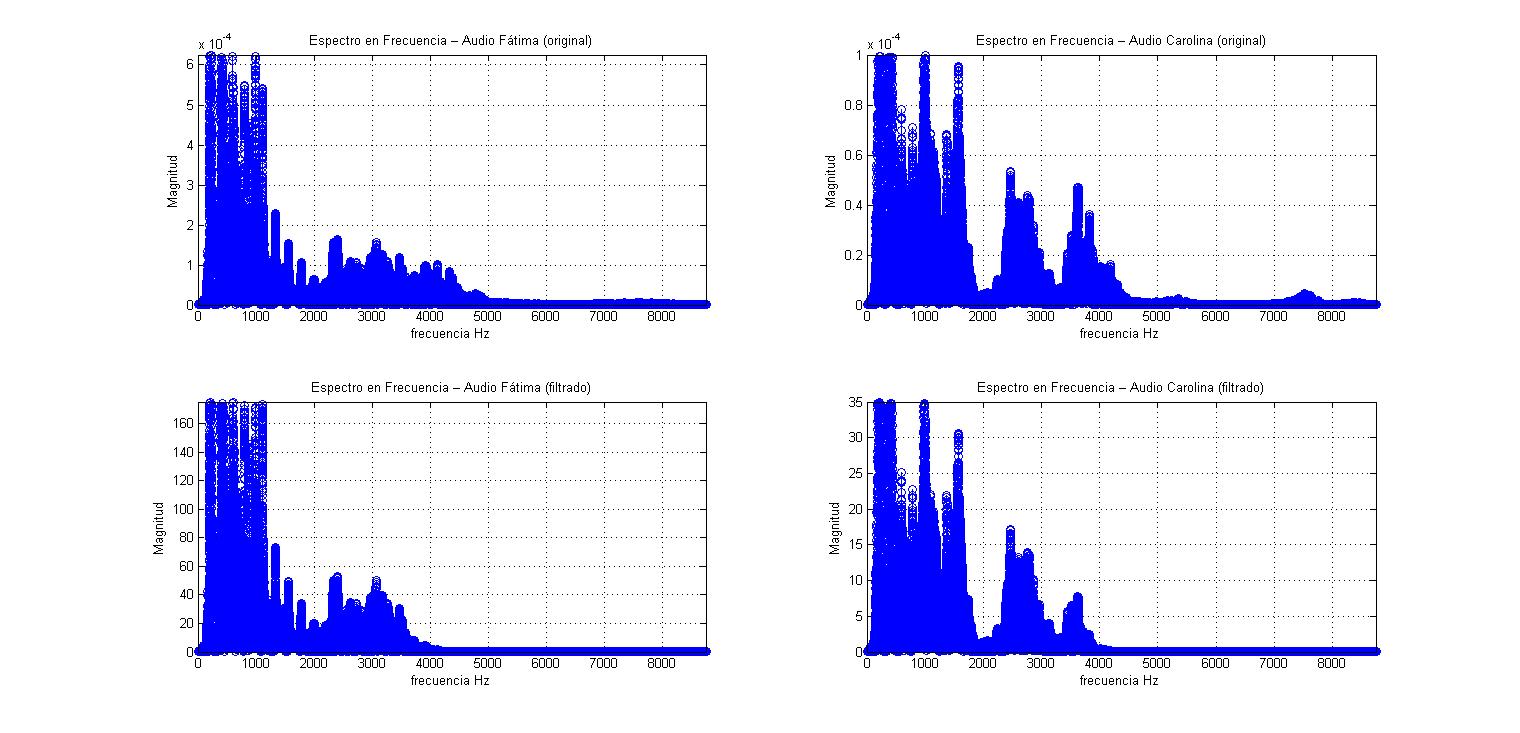 Espectro en Frecuencia – Audio Fátima (original)
x 10^-4
6
5
4
3
2
1
0
Magnitud
0 1000 2000 3000 4000 5000 6000 7000 8000
frecuencia Hz
Espectro en Frecuencia – Audio Carolina (original)
x 10^-4
1
0.8
0.6
0.4
0.2
0
Magnitud
0 1000 2000 3000 4000 5000 6000 7000 8000
frecuencia Hz
Espectro en Frecuencia – Audio Fátima (filtrado)
160
140
120
100
80
60
40
20
0
Magnitud
0 1000 2000 3000 4000 5000 6000 7000 8000
frecuencia Hz
Espectro en Frecuencia – Audio Carolina (filtrado)
35
30
25
20
15
10
5
0
Magnitud
0 1000 2000 3000 4000 5000 6000 7000 8000
frecuencia Hz